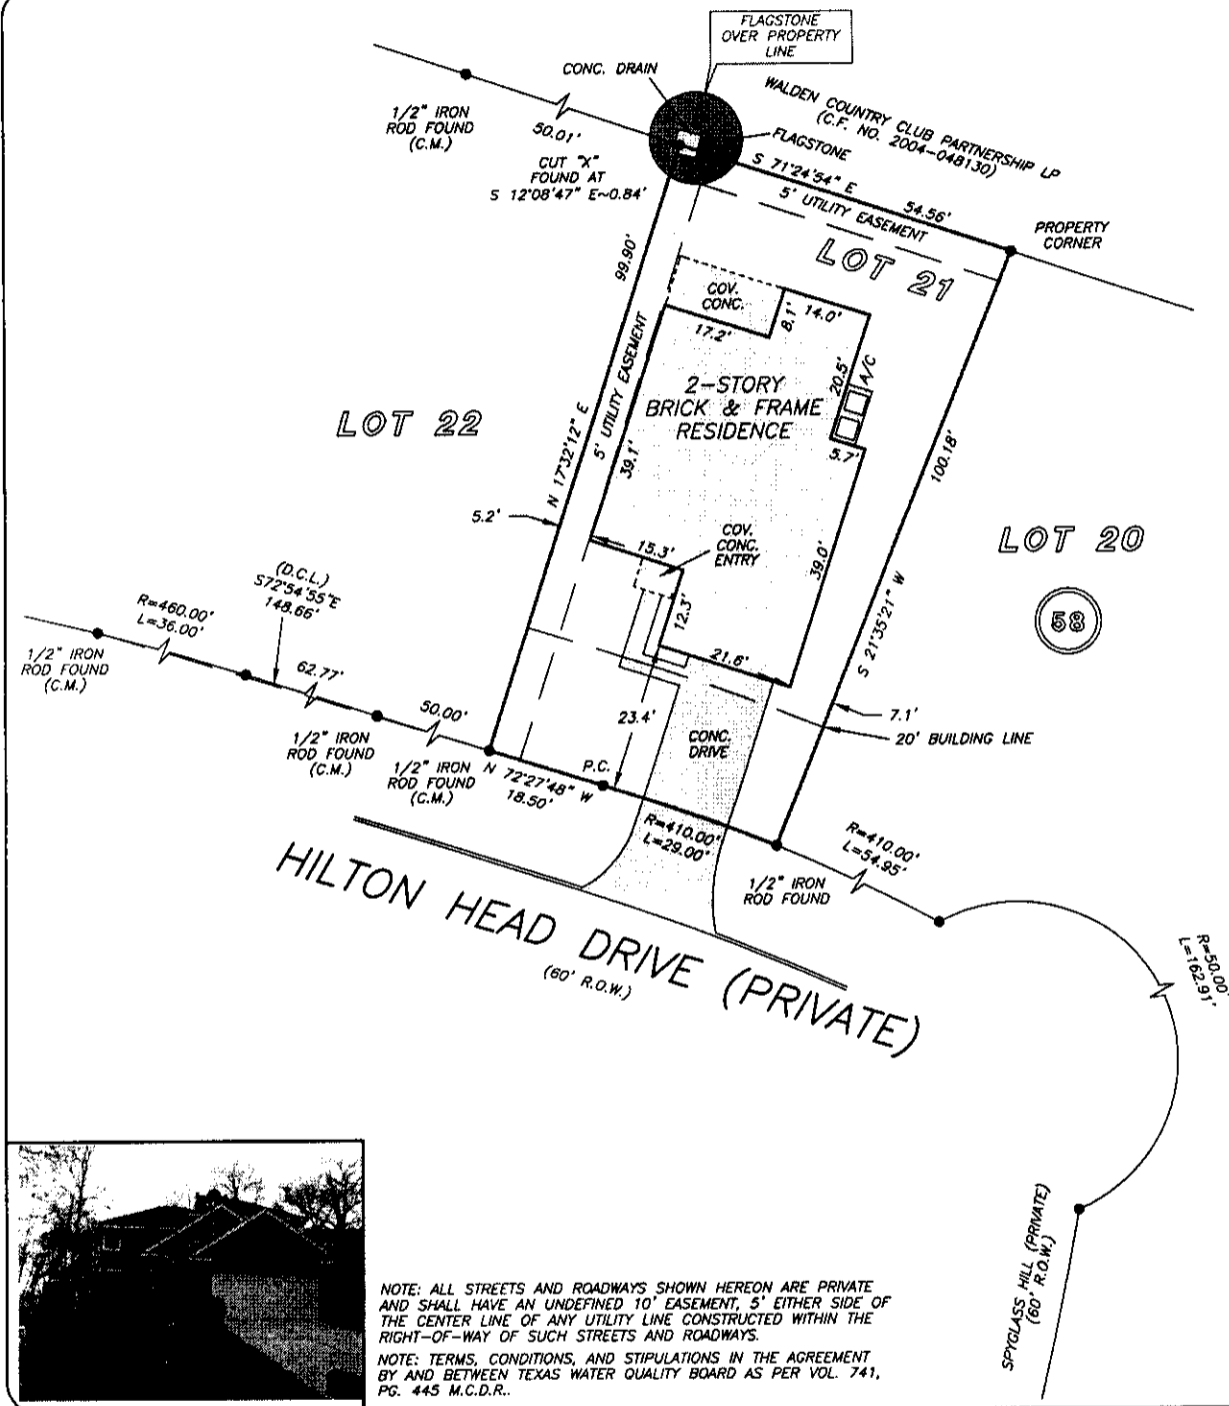 FLAGSTONE
OVER PROPERTY
LINE
CONC. DRAIN
1/2" IRON
ROD FOUND
(C.M.)
50.01'
CUT "X"
FOUND AT
S 12°08'47" E~0.84'
WALDEN COUNTRY CLUB PARTNERSHIP LP
(C.F. NO. 2004-048130)
FLAGSTONE
S 71°24'54" E
54.56'
5' UTILITY EASEMENT
PROPERTY
CORNER
LOT 21
99.90'
COV.
CONC.
14.0'
8.1'
17.2'
20.5'
A/C
5' UTILITY EASEMENT
2-STORY
BRICK & FRAME
RESIDENCE
LOT 22
N 17°32'12" E
39.1'
5.7'
100.18'
5.2'
15.3'
COV.
CONC.
ENTRY
39.0'
LOT 20
58
S 21°35'21" W
(D.C.L.)
S72°54'55"E
148.66'
R=460.00'
L=36.00'
1/2" IRON
ROD FOUND
(C.M.)
62.77'
12.3'
21.6'
50.00'
23.4'
7.1'
20' BUILDING LINE
CONC.
DRIVE
1/2" IRON
ROD FOUND
(C.M.)
1/2" IRON
ROD FOUND
(C.M.)
N 72°27'48" W
18.50'
P.C.
R=410.00'
L=29.00'
R=410.00'
L=54.95'
1/2" IRON
ROD FOUND
HILTON HEAD DRIVE (PRIVATE)
(60' R.O.W.)
R=50.00'
L=162.91'
SPYGLASS HILL (PRIVATE)
(60' R.O.W.)
NOTE: ALL STREETS AND ROADWAYS SHOWN HEREON ARE PRIVATE
AND SHALL HAVE AN UNDEFINED 10' EASEMENT, 5' EITHER SIDE OF
THE CENTER LINE OF ANY UTILITY LINE CONSTRUCTED WITHIN THE
RIGHT-OF-WAY OF SUCH STREETS AND ROADWAYS.
NOTE: TERMS, CONDITIONS, AND STIPULATIONS IN THE AGREEMENT
BY AND BETWEEN TEXAS WATER QUALITY BOARD AS PER VOL. 741,
PG. 445 M.C.D.R..